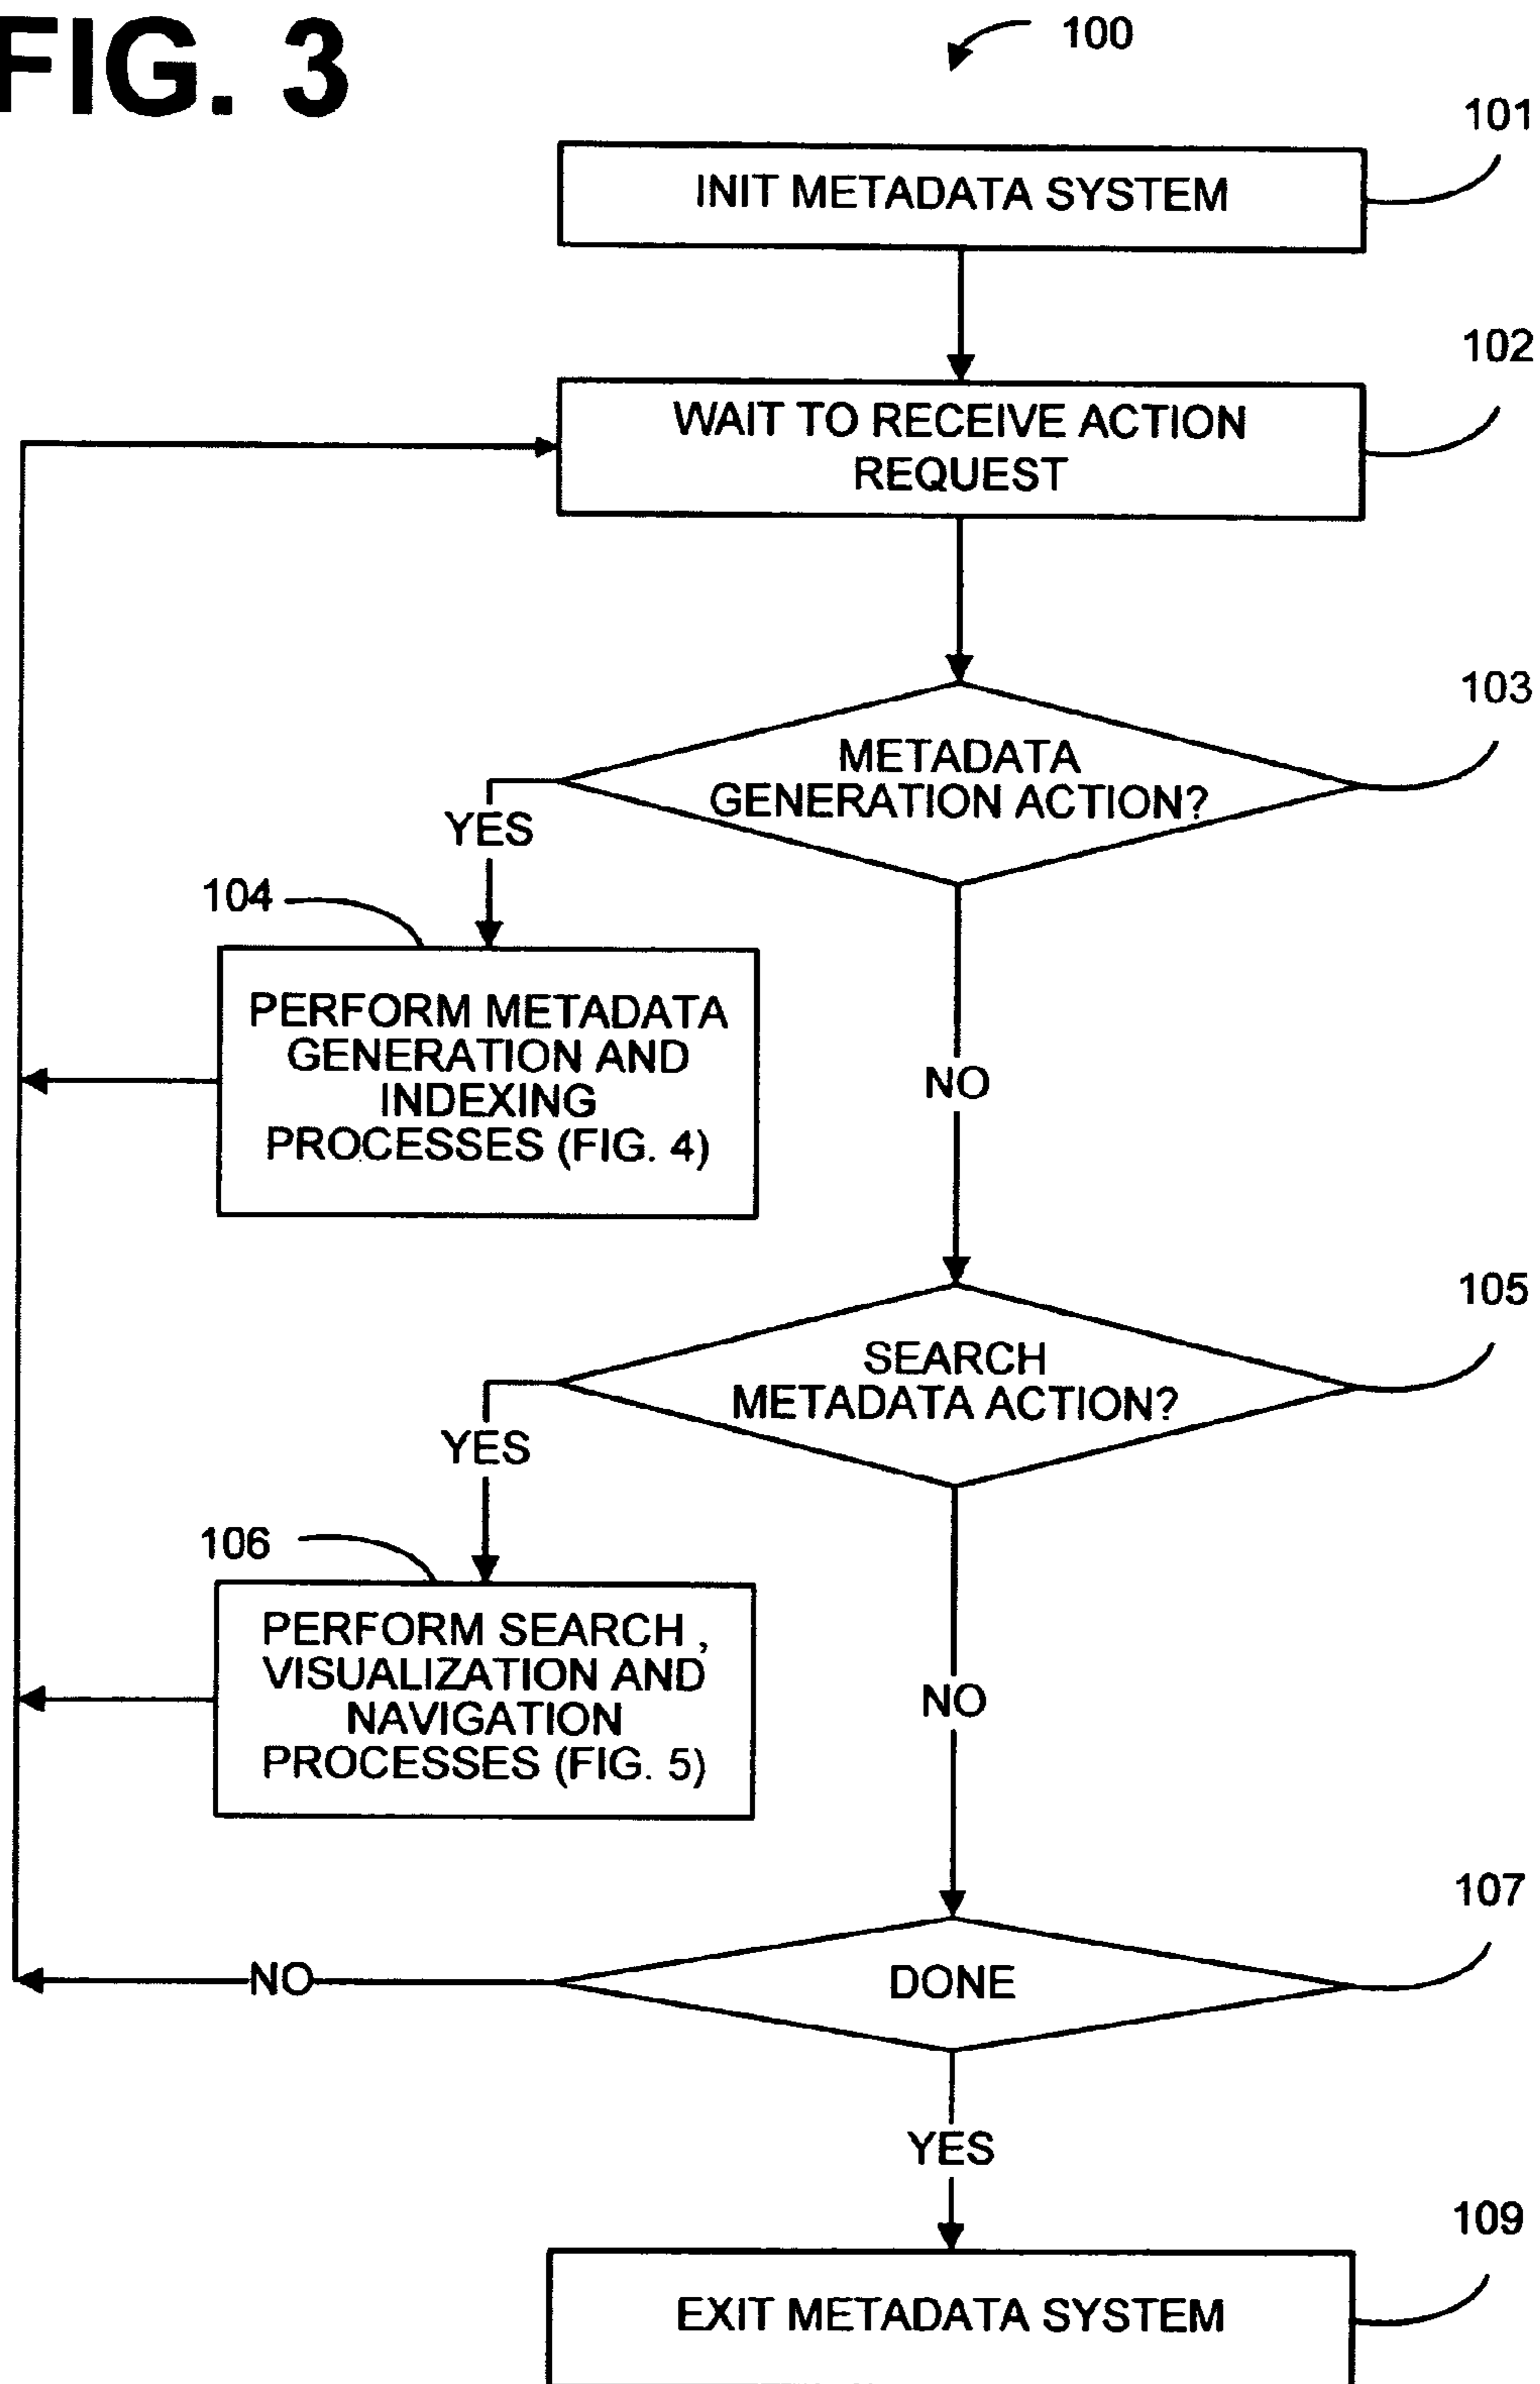 FIG. 3
100
101
INIT METADATA SYSTEM
102
WAIT TO RECEIVE ACTION
REQUEST
103
METADATA
GENERATION ACTION?
YES
104
PERFORM METADATA
GENERATION AND
INDEXING
PROCESSES (FIG. 4)
NO
105
SEARCH
METADATA ACTION?
YES
106
PERFORM SEARCH ,
VISUALIZATION AND
NAVIGATION
PROCESSES (FIG. 5)
NO
107
DONE
NO
YES
109
EXIT METADATA SYSTEM